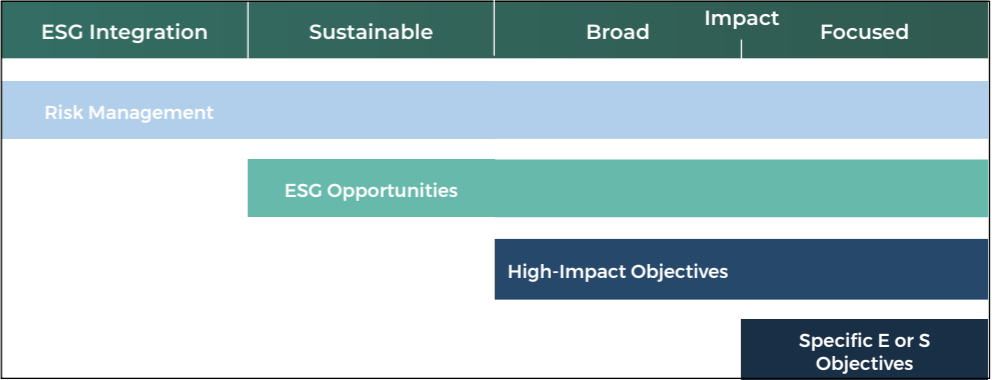 ESG Integration
Sustainable
Impact
Broad
Focused
Risk Management
ESG Opportunities
High-Impact Objectives
Specific E or S
Objectives